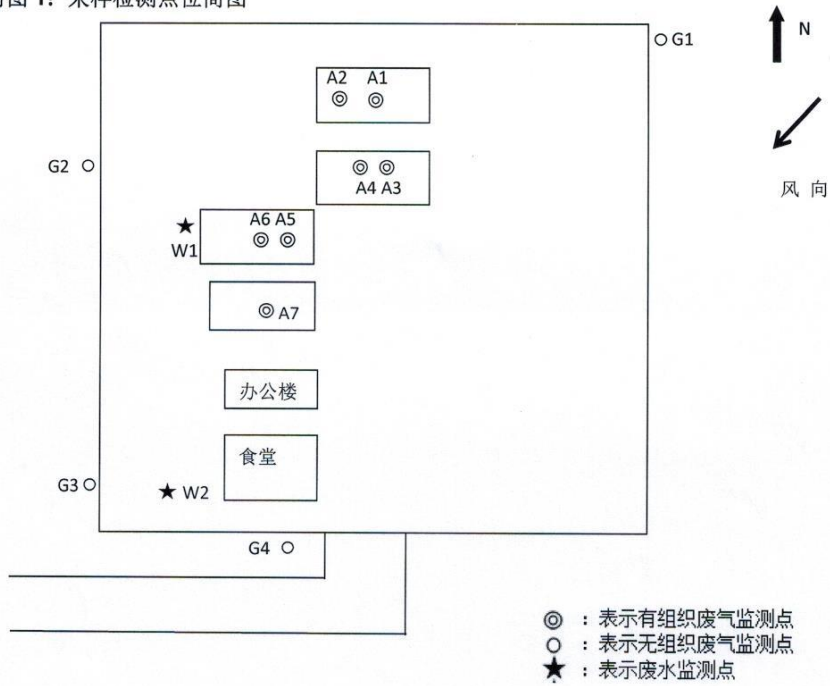 图 1：采样检测点位简图
N
G1
A2 A1
G2
A4 A3
风 向
A6 A5
W1
A7
办公楼
食堂
G3
W2
G4
◎ ：表示有组织废气监测点
○ ：表示无组织废气监测点
★ ：表示废水监测点